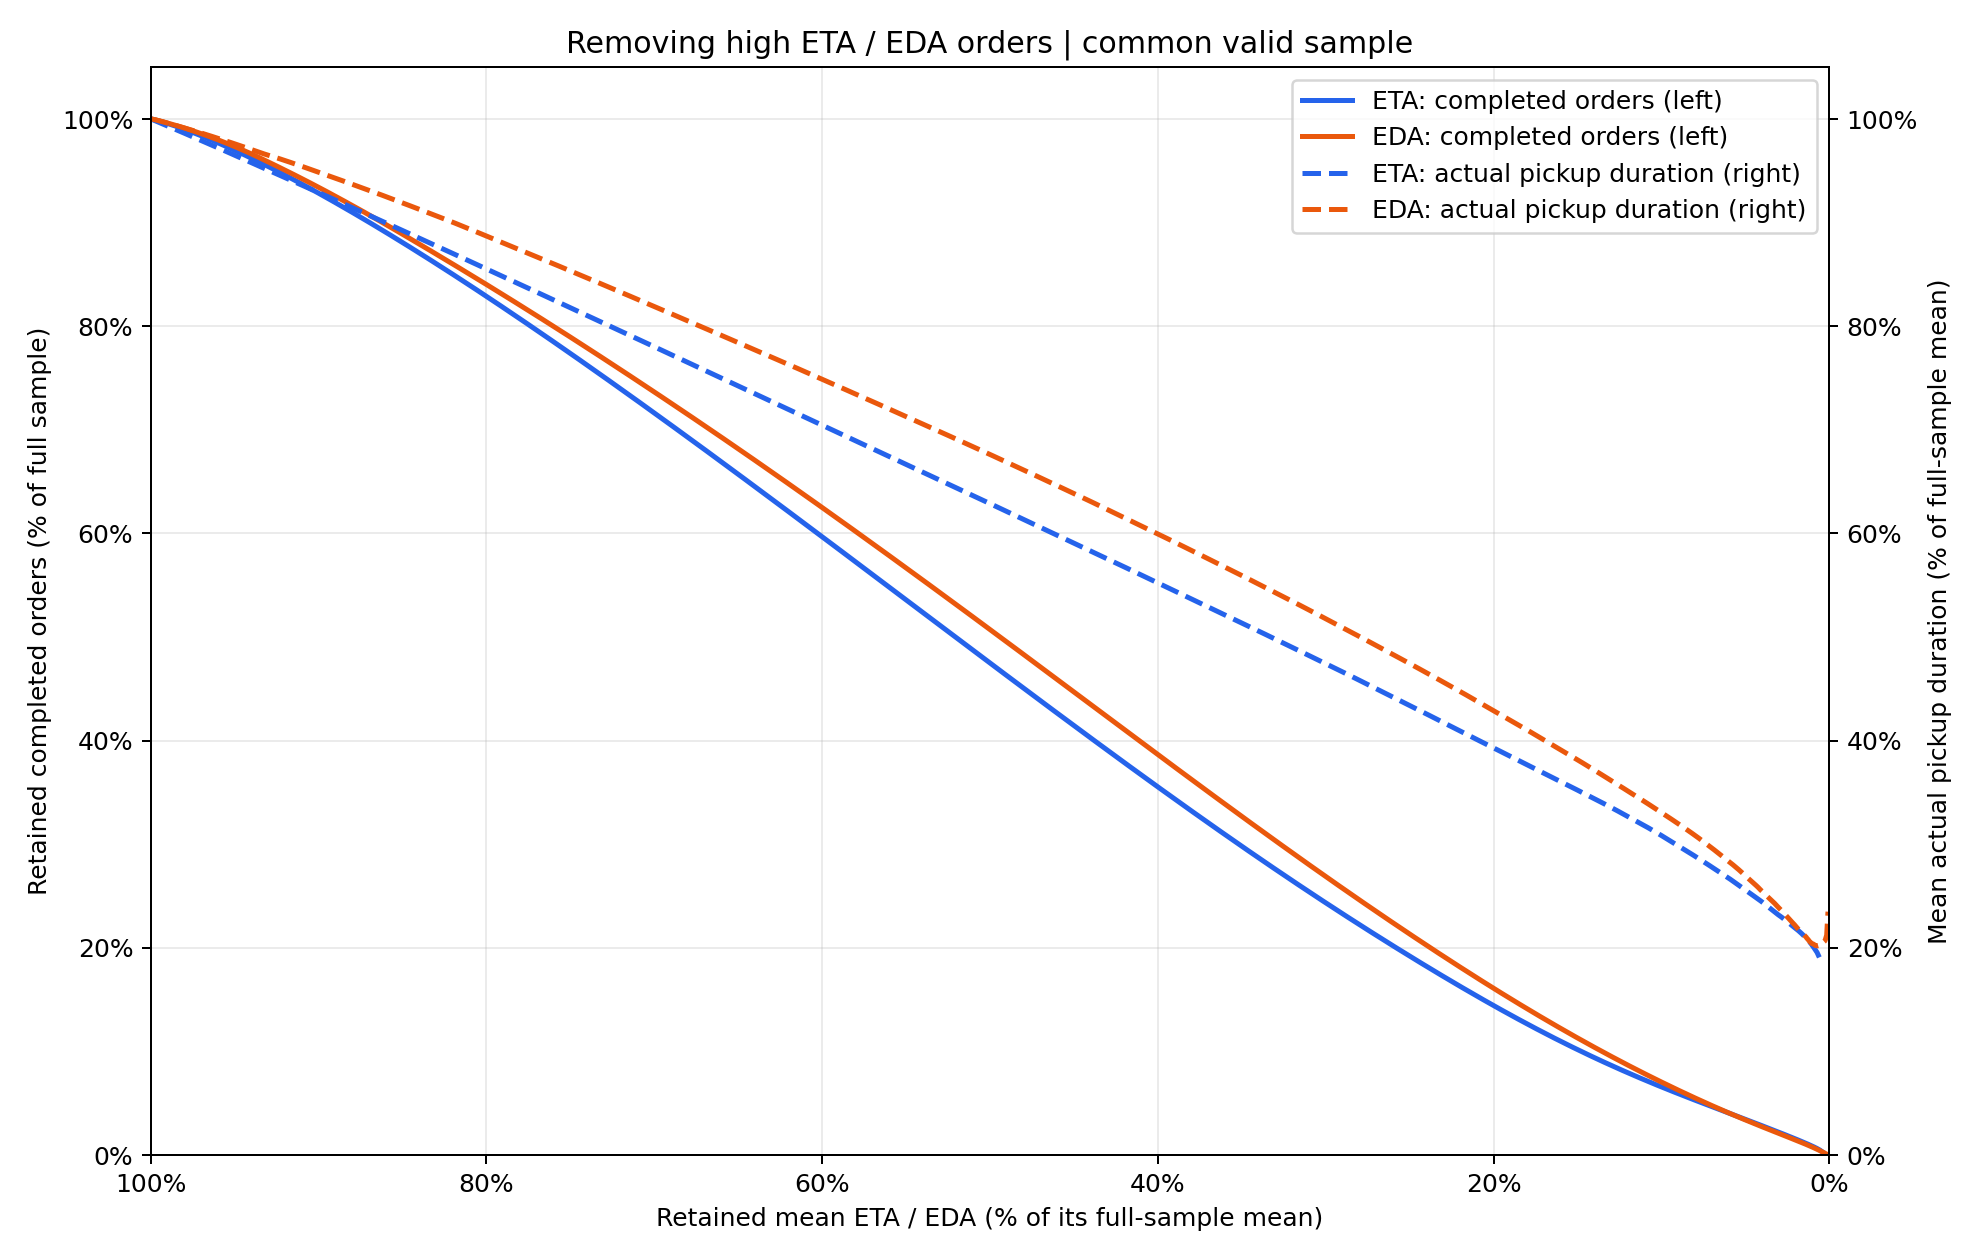 Removing high ETA / EDA orders | common valid sample
ETA: completed orders (left)
EDA: completed orders (left)
ETA: actual pickup duration (right)
EDA: actual pickup duration (right)
Retained completed orders (% of full sample)
100%
80%
60%
40%
20%
0%
Mean actual pickup duration (% of full-sample mean)
100%
80%
60%
40%
20%
0%
100%
80%
60%
40%
20%
0%
Retained mean ETA / EDA (% of its full-sample mean)